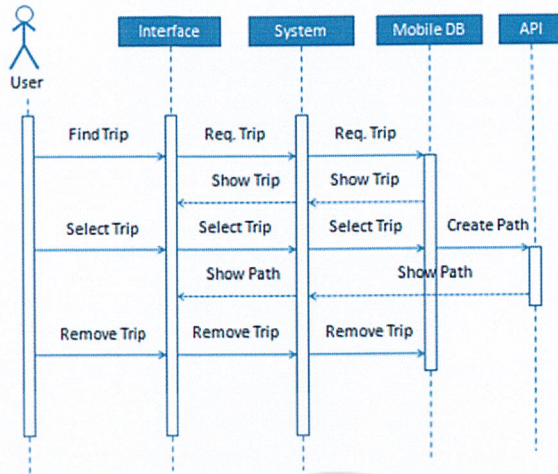 User
Interface
System
Mobile DB
API
Find Trip
Req. Trip
Req. Trip
Show Trip
Show Trip
Select Trip
Select Trip
Select Trip
Create Path
Show Path
Show Path
Remove Trip
Remove Trip
Remove Trip